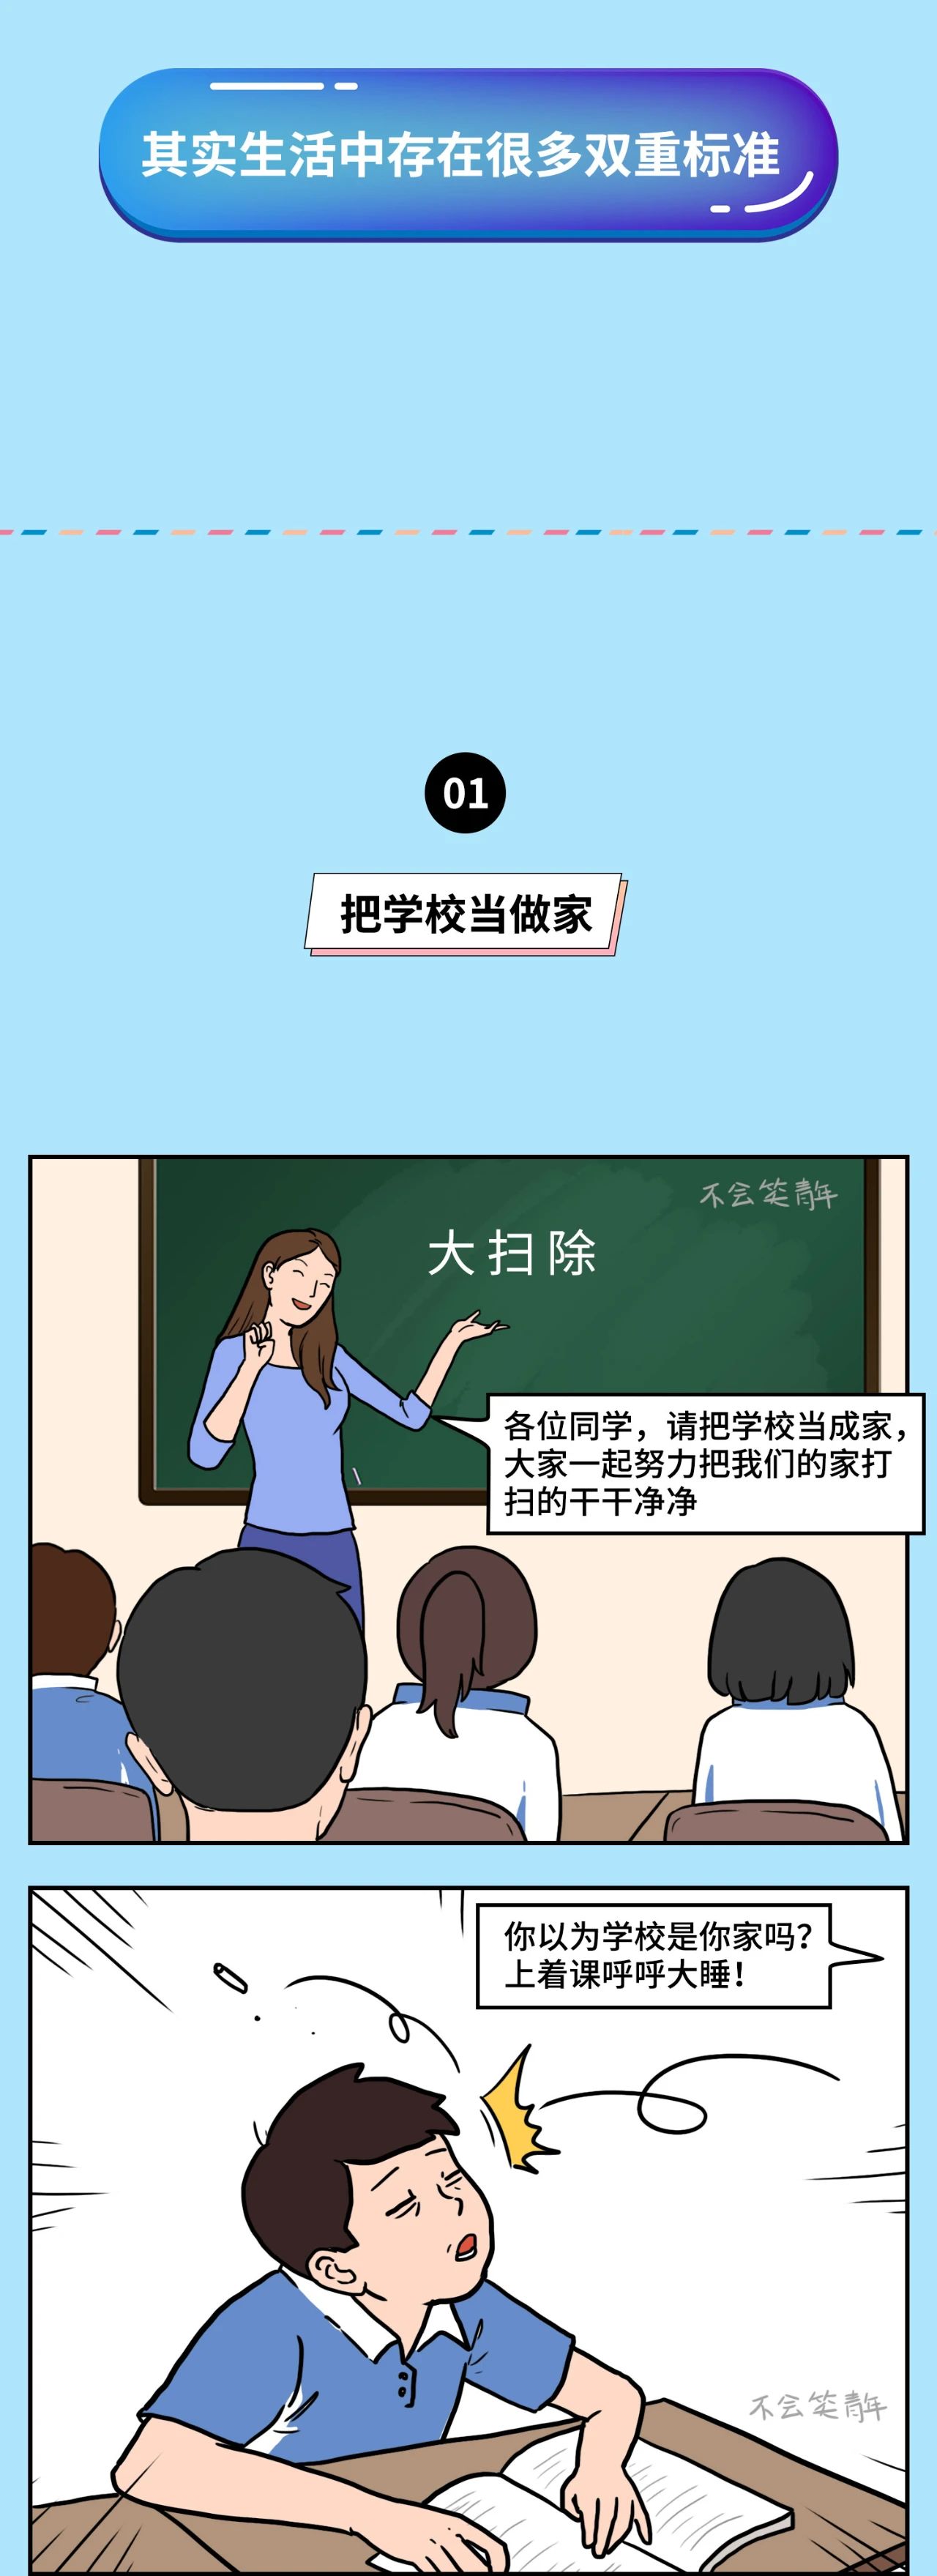 其实生活中存在很多双重标准
01
把学校当做家
不会笑青年
大扫除
各位同学，请把学校当成家，
大家一起努力把我们的家打
扫的干干净净
你以为学校是你家吗？
上着课呼呼大睡！
不会笑青年